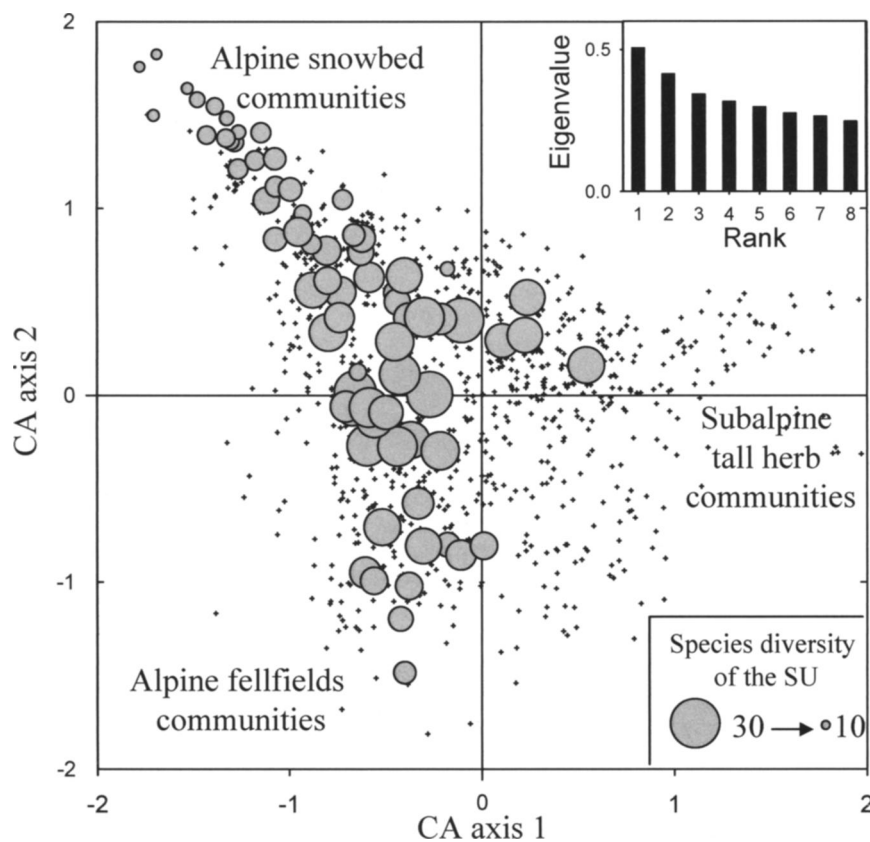 2
Alpine snowbed
communities
Eigenvalue
0.5
0.0
1 2 3 4 5 6 7 8
Rank
1
CA axis 2
0
Subalpine
tall herb
communities
-1
Alpine fellfields
communities
Species diversity
of the SU
30 10
-2
-2 -1 0 1 2
CA axis 1